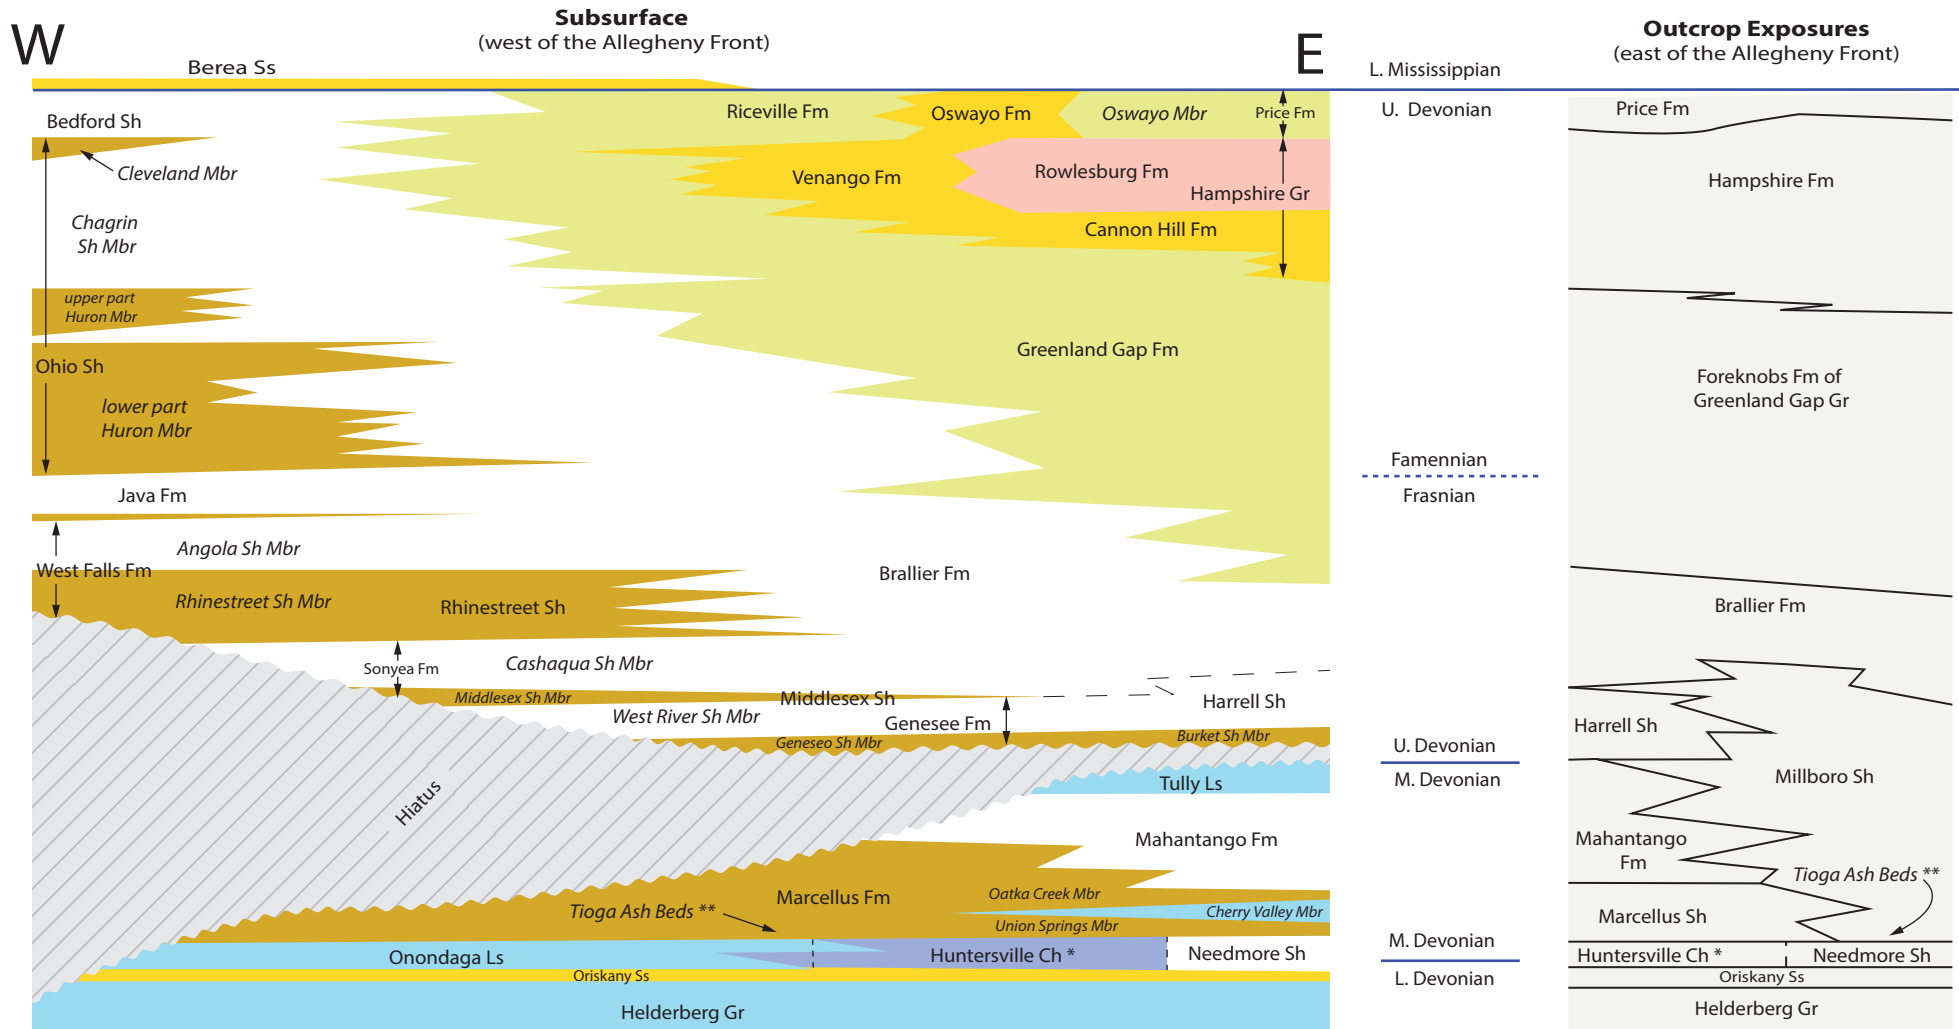 W
Subsurface
(west of the Allegheny Front)
E
Outcrop Exposures
(east of the Allegheny Front)
Berea Ss
L. Mississippian
U. Devonian
Bedford Sh
Cleveland Mbr
Riceville Fm
Oswayo Fm
Oswayo Mbr
Price Fm
Price Fm
Venango Fm
Rowlesburg Fm
Hampshire Gr
Hampshire Fm
Chagrin
Sh Mbr
Cannon Hill Fm
upper part
Huron Mbr
Ohio Sh
Greenland Gap Fm
lower part
Huron Mbr
Foreknobs Fm of
Greenland Gap Gr
Famennian
Frasnian
Java Fm
Angola Sh Mbr
West Falls Fm
Brallier Fm
Rhinestreet Sh Mbr
Rhinestreet Sh
Brallier Fm
Sonyea Fm
Cashaqua Sh Mbr
Middlesex Sh Mbr
Middlesex Sh
Harrell Sh
West River Sh Mbr
Genesee Fm
Geneseo Sh Mbr
Burket Sh Mbr
Harrell Sh
U. Devonian
M. Devonian
Tully Ls
Millboro Sh
Hiatus
Mahantango Fm
Mahantango
Fm
Marcellus Fm
Oatka Creek Mbr
Cherry Valley Mbr
Union Springs Mbr
Tioga Ash Beds **
Tioga Ash Beds **
Marcellus Sh
Onondaga Ls
Huntersville Ch *
Needmore Sh
M. Devonian
L. Devonian
Huntersville Ch *
Needmore Sh
Oriskany Ss
Oriskany Ss
Helderberg Gr
Helderberg Gr